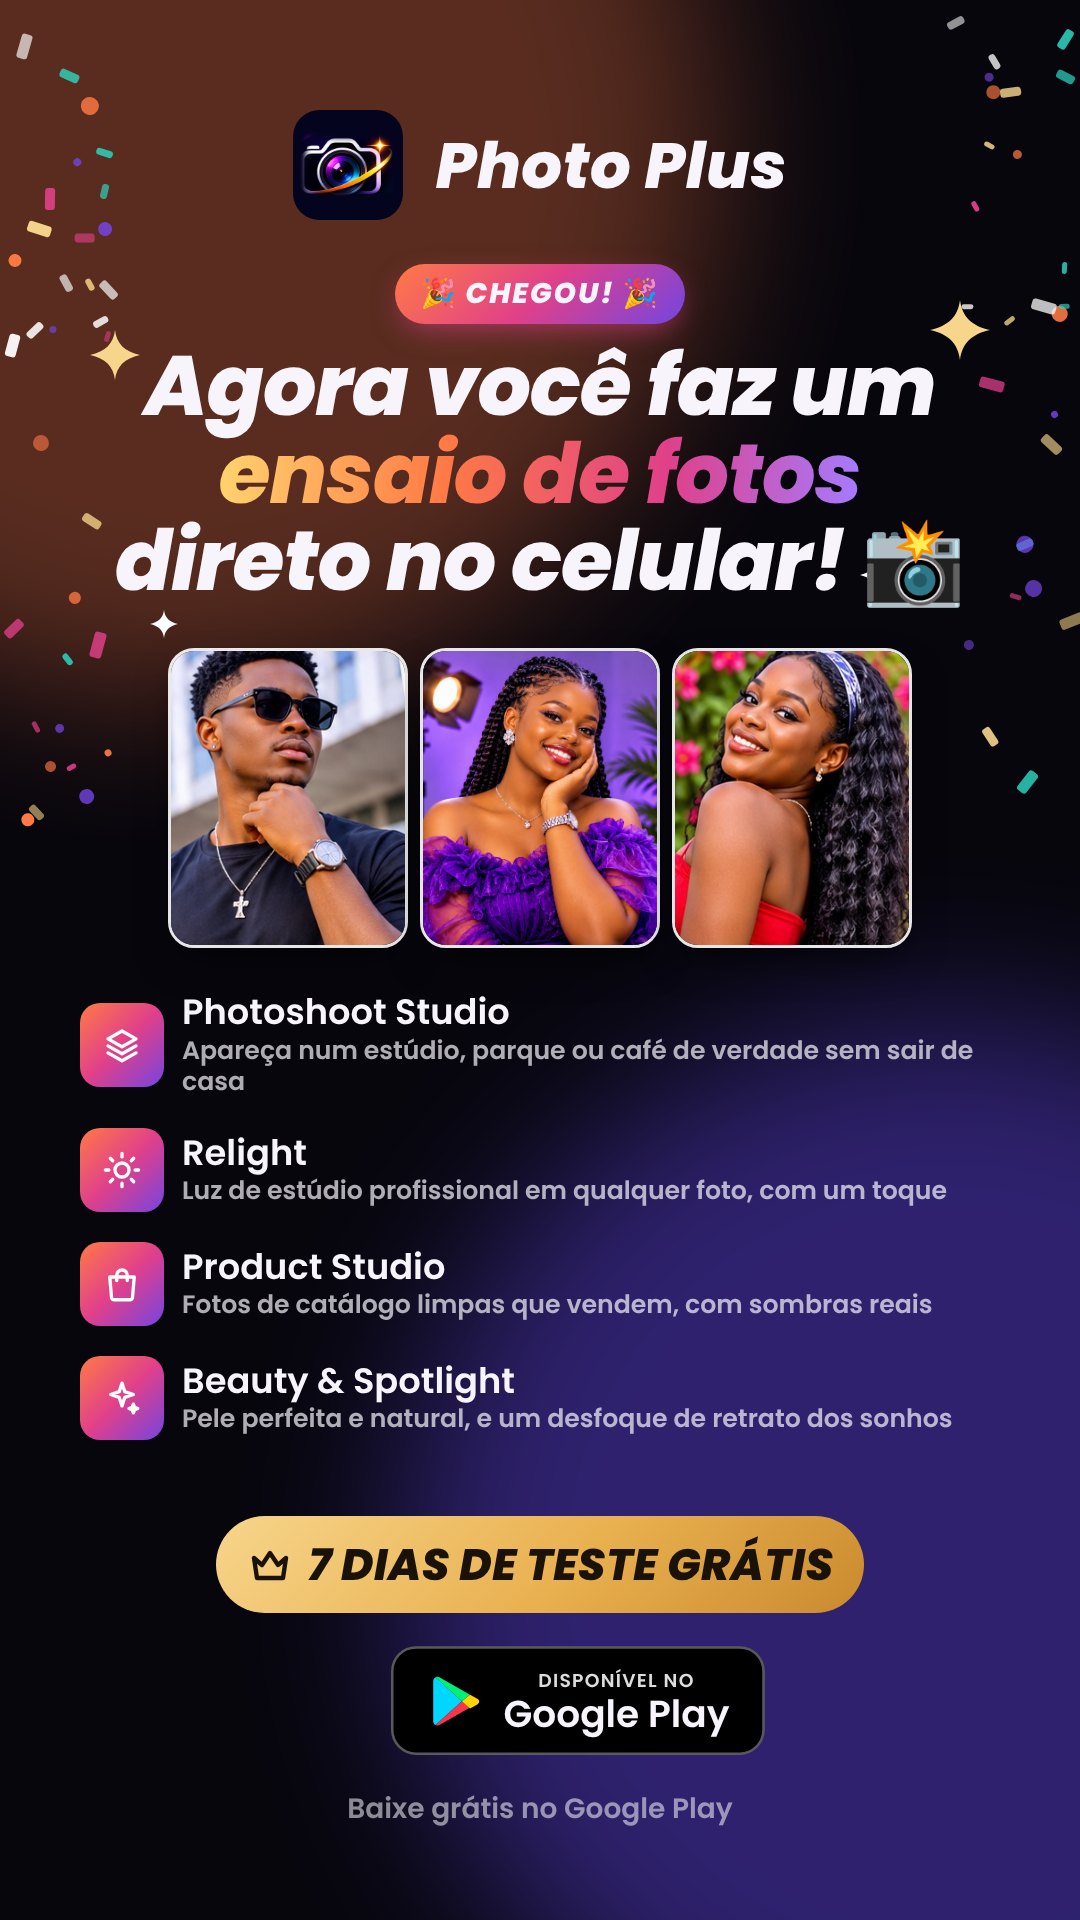 Photo Plus
🎉 CHEGOU! 🎉
Agora você faz um
ensaio de fotos
direto no celular! 📸
Photoshoot Studio
Apareça num estúdio, parque ou café de verdade sem sair de
casa
Relight
Luz de estúdio profissional em qualquer foto, com um toque
Product Studio
Fotos de catálogo limpas que vendem, com sombras reais
Beauty & Spotlight
Pele perfeita e natural, e um desfoque de retrato dos sonhos
7 DIAS DE TESTE GRÁTIS
DISPONÍVEL NO
Google Play
Baixe grátis no Google Play